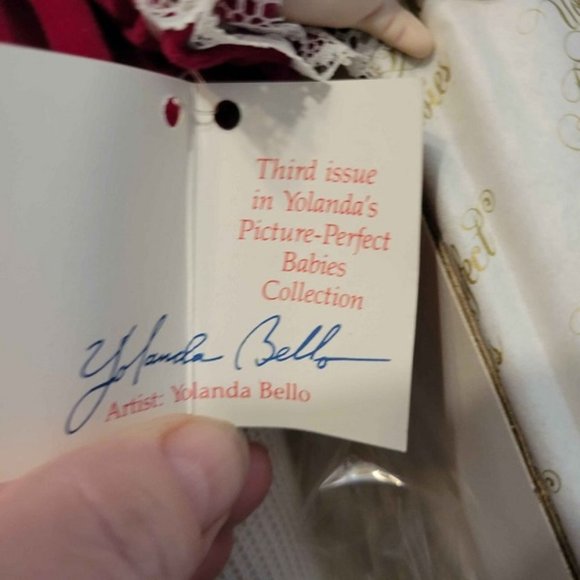 Third issue
in Yolanda's
Picture-Perfect
Babies
Collection
Yolanda Bello
Artist: Yolanda Bello